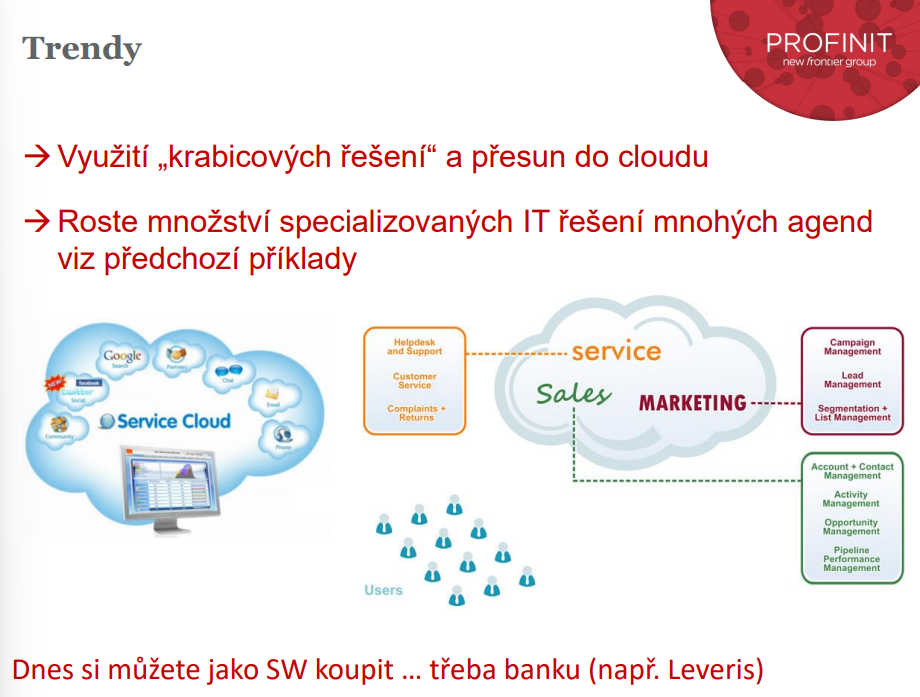 Trendy
PROFINIT
new frontier group
→ Využití „krabicových řešení“ a přesun do cloudu
→ Roste množství specializovaných IT řešení mnohých agend
viz předchozí příklady
Google
Search
Partners
Chat
NEW
facebook
twitter
Social
Email
Community
Service Cloud
Phone
Helpdesk
and Support
Customer
Service
Complaints +
Returns
service
Sales
MARKETING
Campaign
Management
Lead
Management
Segmentation +
List Management
Account + Contact
Management
Activity
Management
Opportunity
Management
Pipeline
Performance
Management
Users
Dnes si můžete jako SW koupit … třeba banku (např. Leveris)